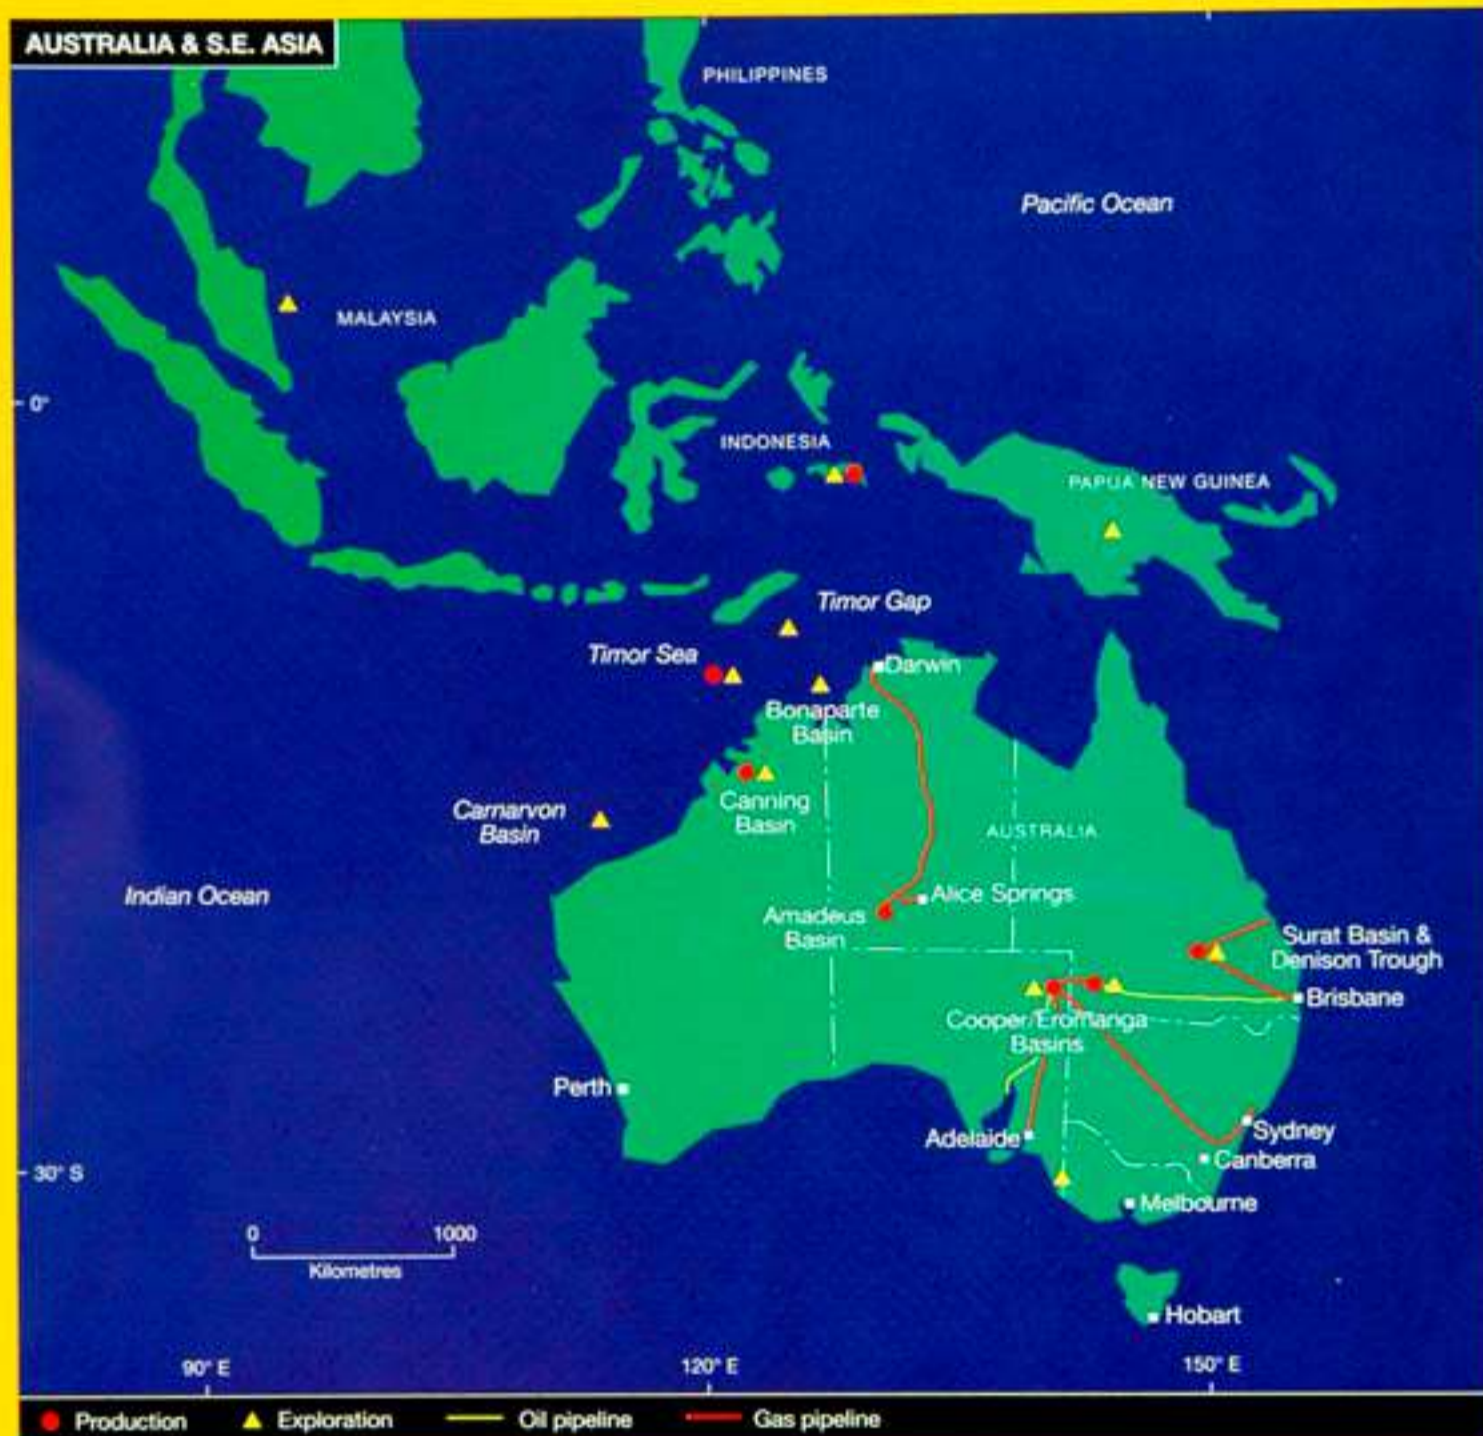 AUSTRALIA & S.E. ASIA
PHILIPPINES
Pacific Ocean
MALAYSIA
0°
INDONESIA
PAPUA NEW GUINEA
Timor Gap
Timor Sea
Darwin
Bonaparte
Basin
Canning
Basin
Carnarvon
Basin
AUSTRALIA
Indian Ocean
Alice Springs
Amadeus
Basin
Surat Basin &
Denison Trough
Brisbane
Cooper/Eromanga
Basins
Perth
Adelaide
Sydney
Canberra
30° S
Melbourne
0 1000
Kilometres
Hobart
90° E 120° E 150° E
Production Exploration Oil pipeline Gas pipeline